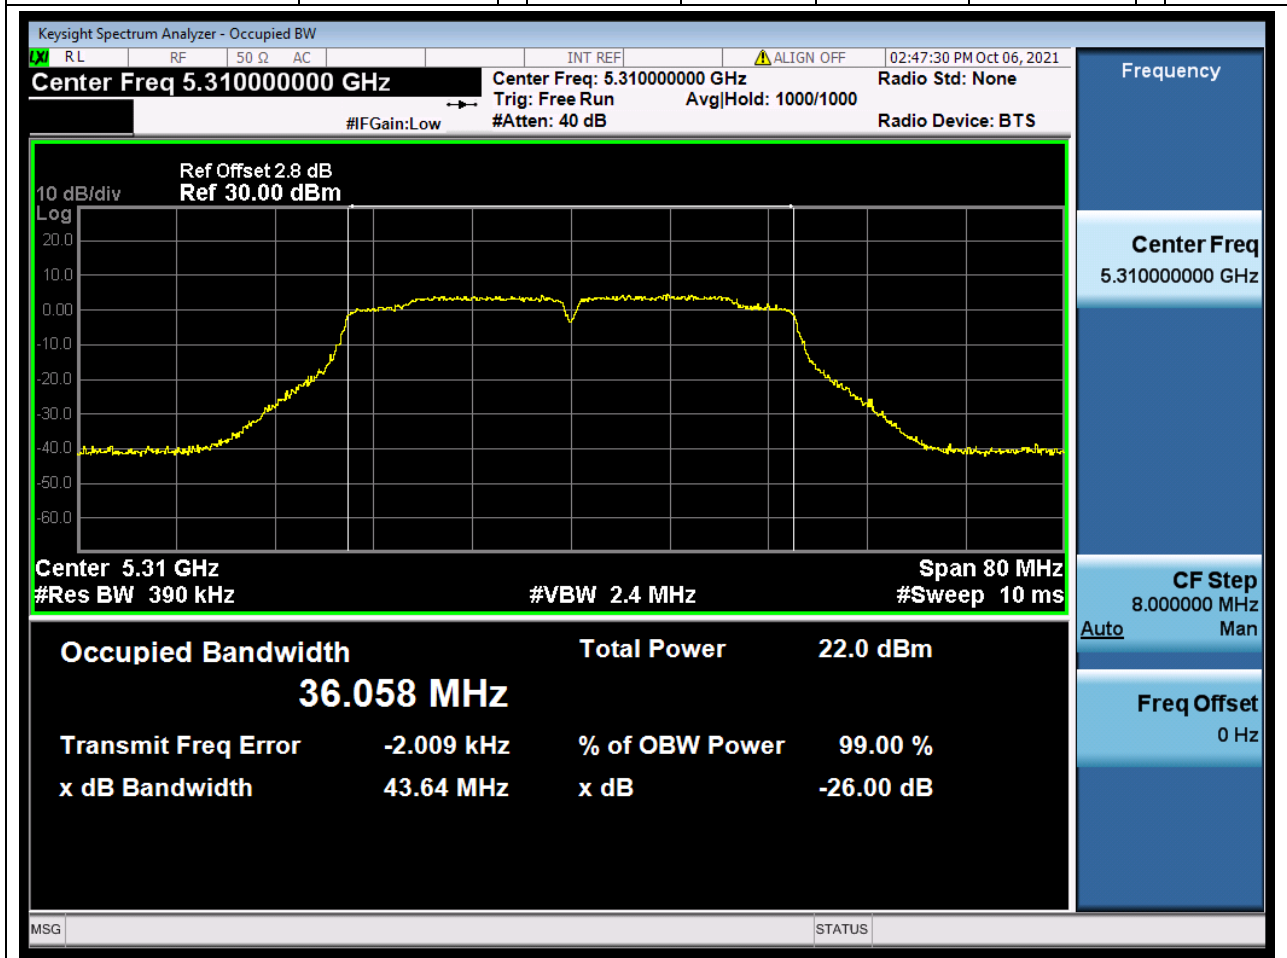 Keysight Spectrum Analyzer - Occupied BW
LXI RL RF 50 Ω AC INT REF ALIGN OFF 02:47:30 PM Oct 06, 2021
Center Freq 5.310000000 GHz
Center Freq: 5.310000000 GHz
Radio Std: None
Trig: Free Run Avg|Hold: 1000/1000
#IFGain:Low
#Atten: 40 dB
Radio Device: BTS
Ref Offset 2.8 dB
10 dB/div Ref 30.00 dBm
Log
20.0
10.0
0.00
-10.0
-20.0
-30.0
-40.0
-50.0
-60.0
Center 5.31 GHz Span 80 MHz
#Res BW 390 kHz #VBW 2.4 MHz #Sweep 10 ms
Occupied Bandwidth Total Power 22.0 dBm
36.058 MHz
Transmit Freq Error -2.009 kHz % of OBW Power 99.00 %
x dB Bandwidth 43.64 MHz x dB -26.00 dB
MSG STATUS
Frequency
Center Freq
5.310000000 GHz
CF Step
8.000000 MHz
Auto Man
Freq Offset
0 Hz